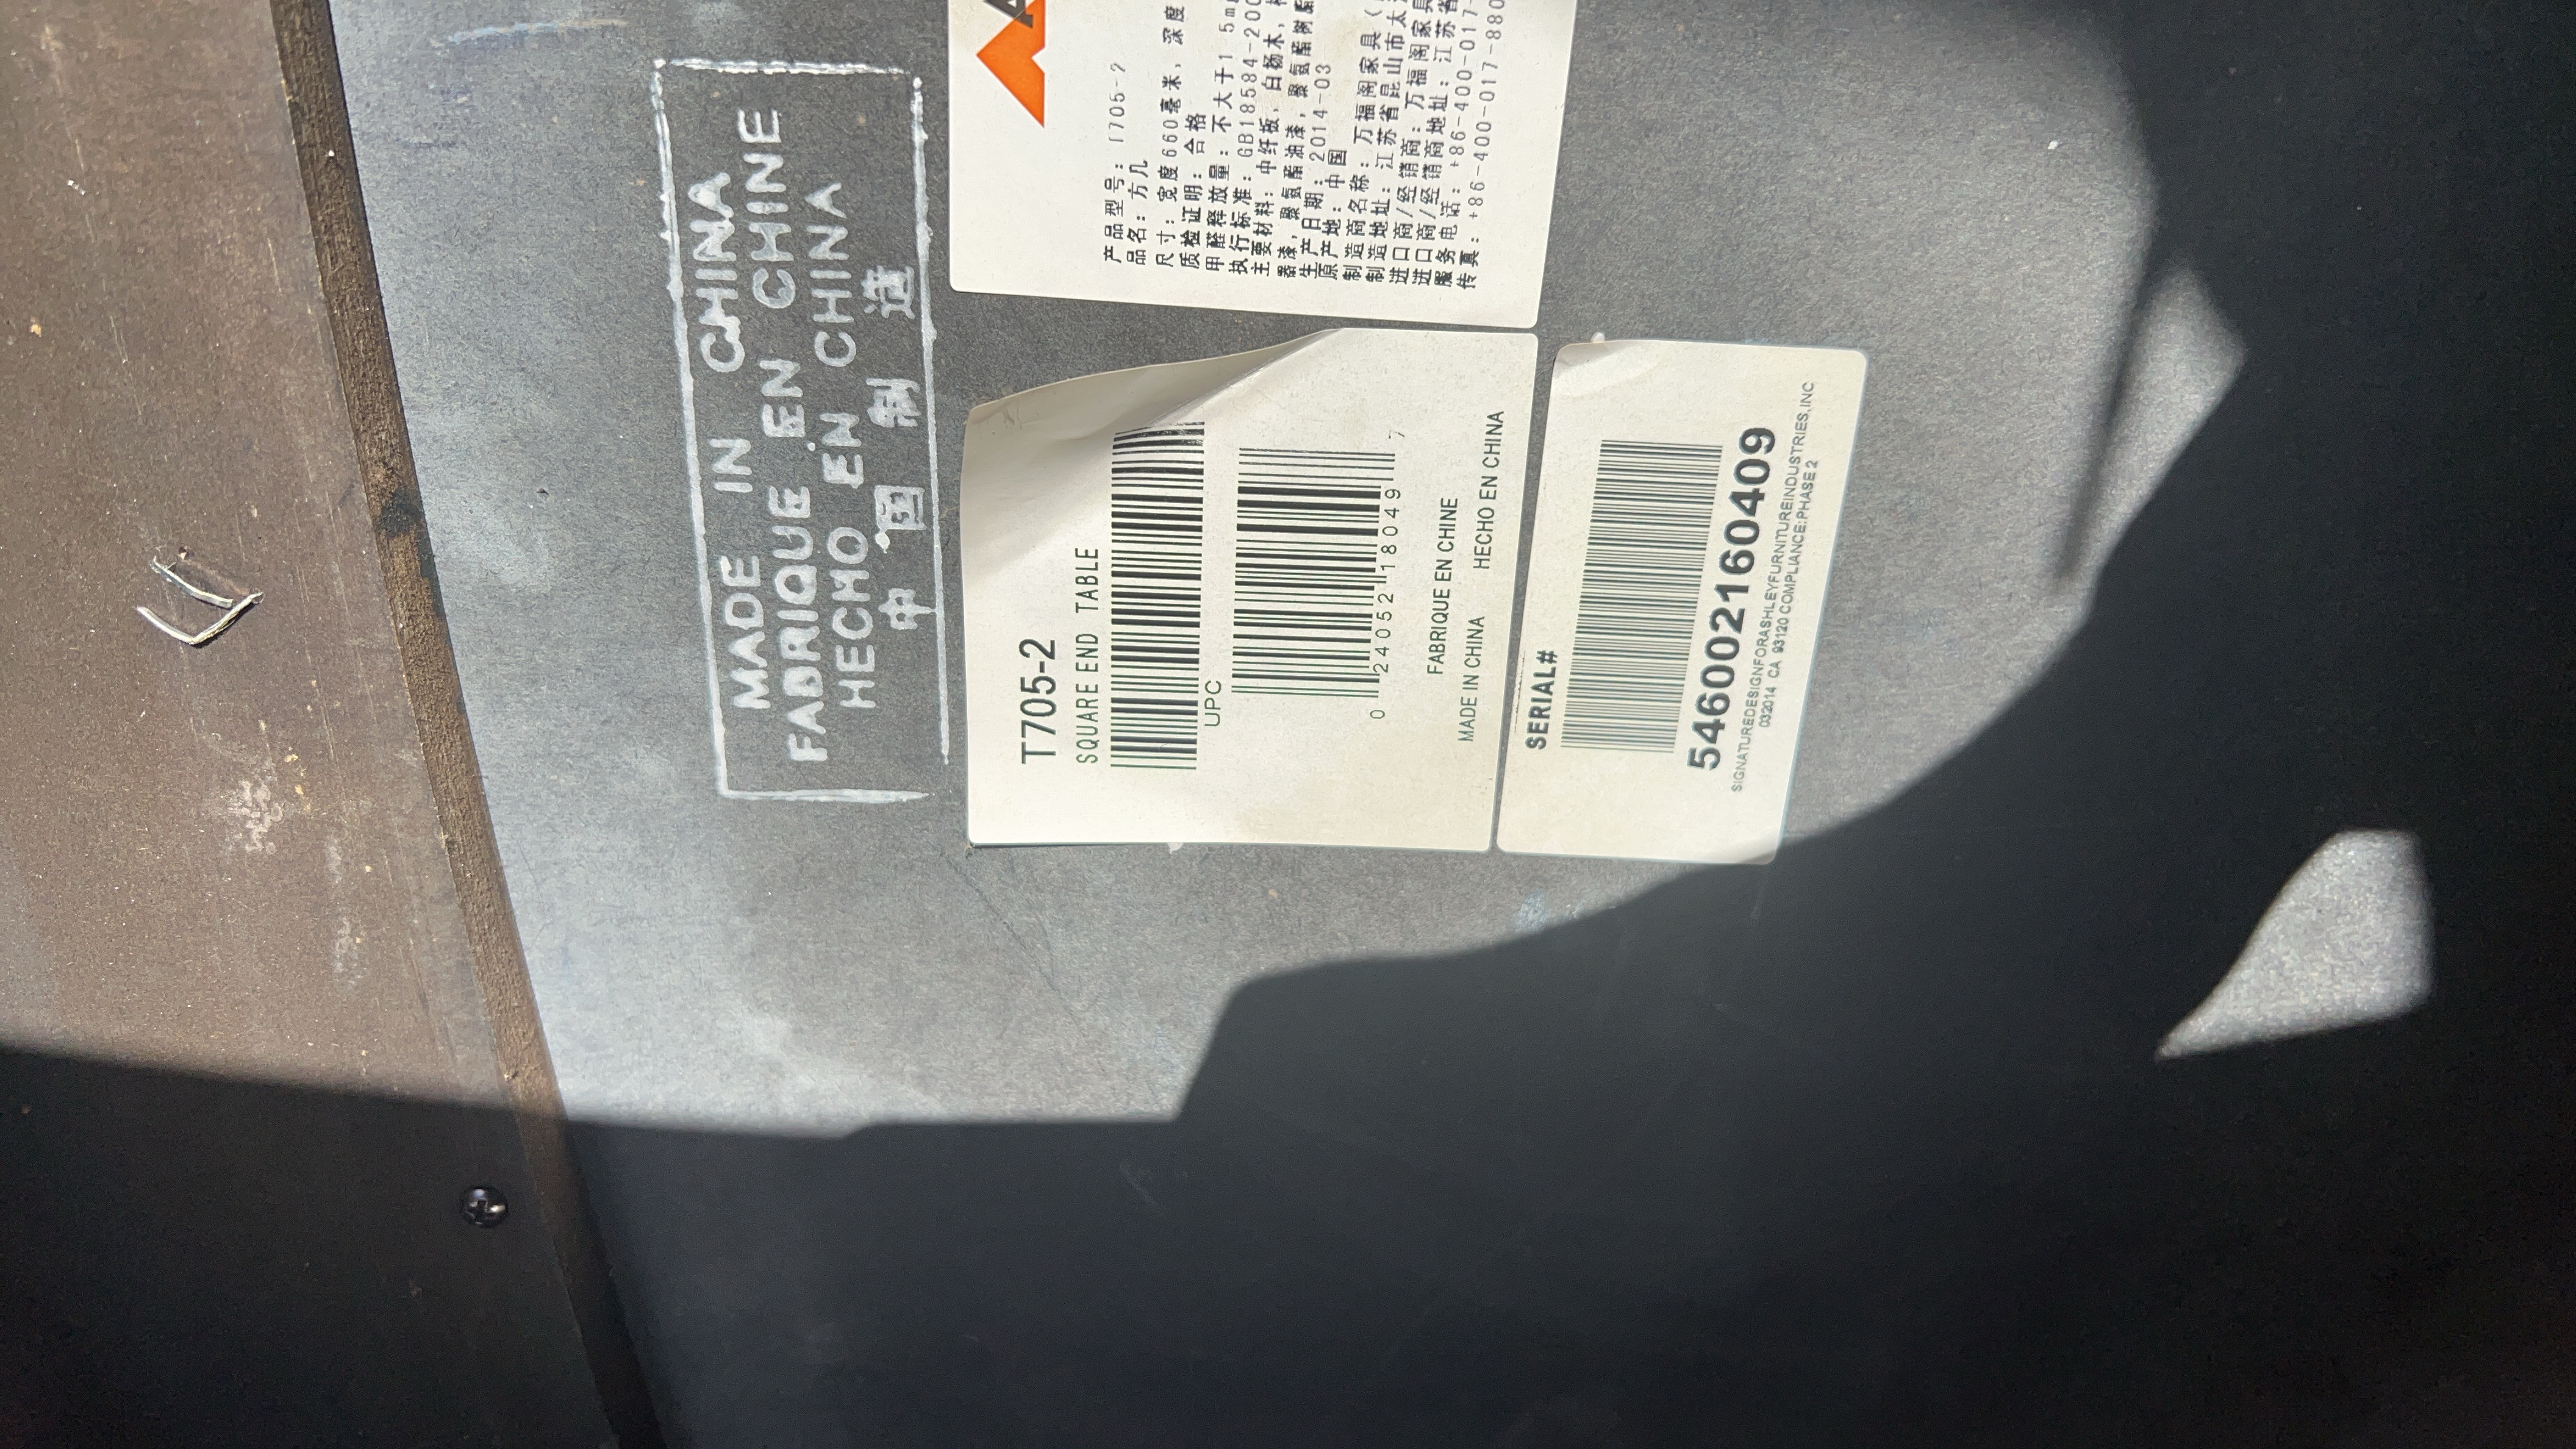 MADE IN CHINA
FABRIQUE EN CHINE
HECHO EN CHINA
中国制造
产品型号: T705-2
品名: 方几
尺寸: 宽度660毫米, 深度
质检证明: 合格
甲醛释放量: 不大于1.5m
执行标准: GB18584-200
主要材料: 中纤板, 白杨木,
器漆, 聚氨酯油漆, 聚氨酯树脂
生产日期: 2014-03
原产地: 中国
制造商名称: 万福阁家具(
制造地址: 江苏省昆山市太
进口商/经销商: 万福阁家具
进口商/经销商地址: 江苏省
服务电话: +86-400-017-
传真: +86-400-017-880
T705-2
SQUARE END TABLE
UPC
0 24052 18049 7
FABRIQUE EN CHINE
MADE IN CHINA HECHO EN CHINA
SERIAL#
5460021604​09
SIGNATUREDESIGNFORASHLEYFURNITUREINDUSTRIES,INC
032014 CA 93120 COMPLIANCE:PHASE 2